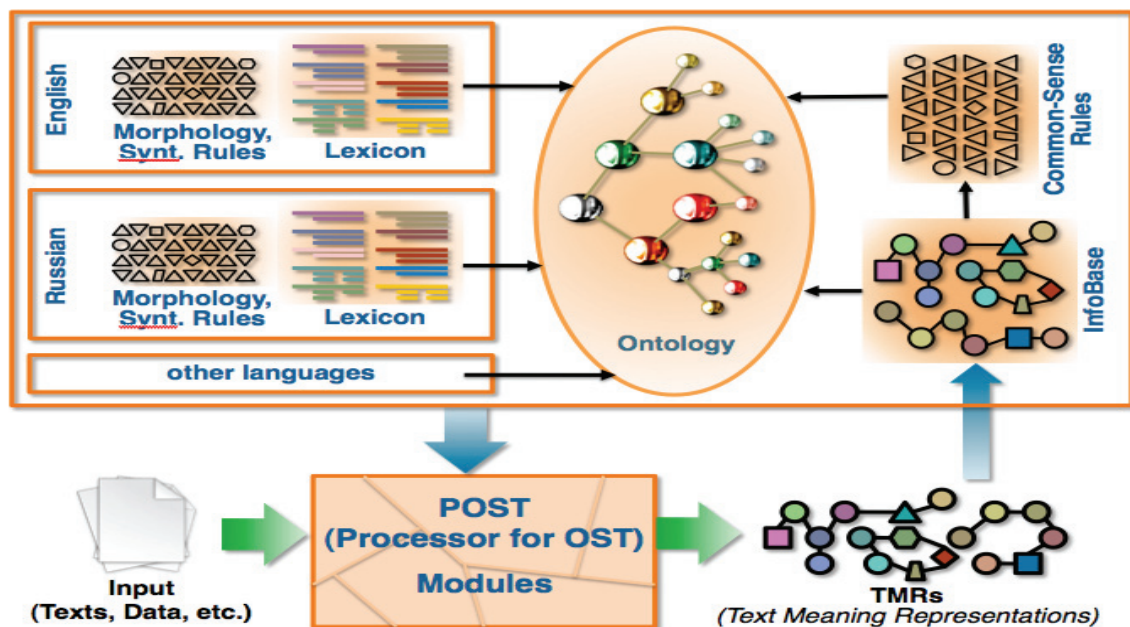 English
Morphology,
Synt. Rules
Lexicon
Russian
Morphology,
Synt. Rules
Lexicon
other languages
Ontology
Common-Sense
Rules
InfoBase
Input
(Texts, Data, etc.)
POST
(Processor for OST)
Modules
TMRs
(Text Meaning Representations)